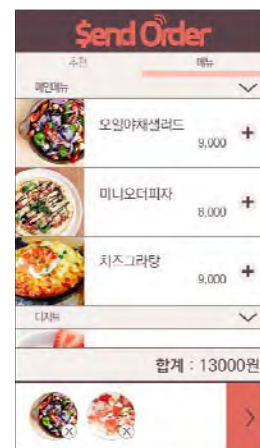 $end Order
추천 메뉴
메인메뉴
오일야채샐러드
9,000 +
미니오더피자
8,000 +
치즈그라탕
9,000 +
디저트
합계 : 13000원